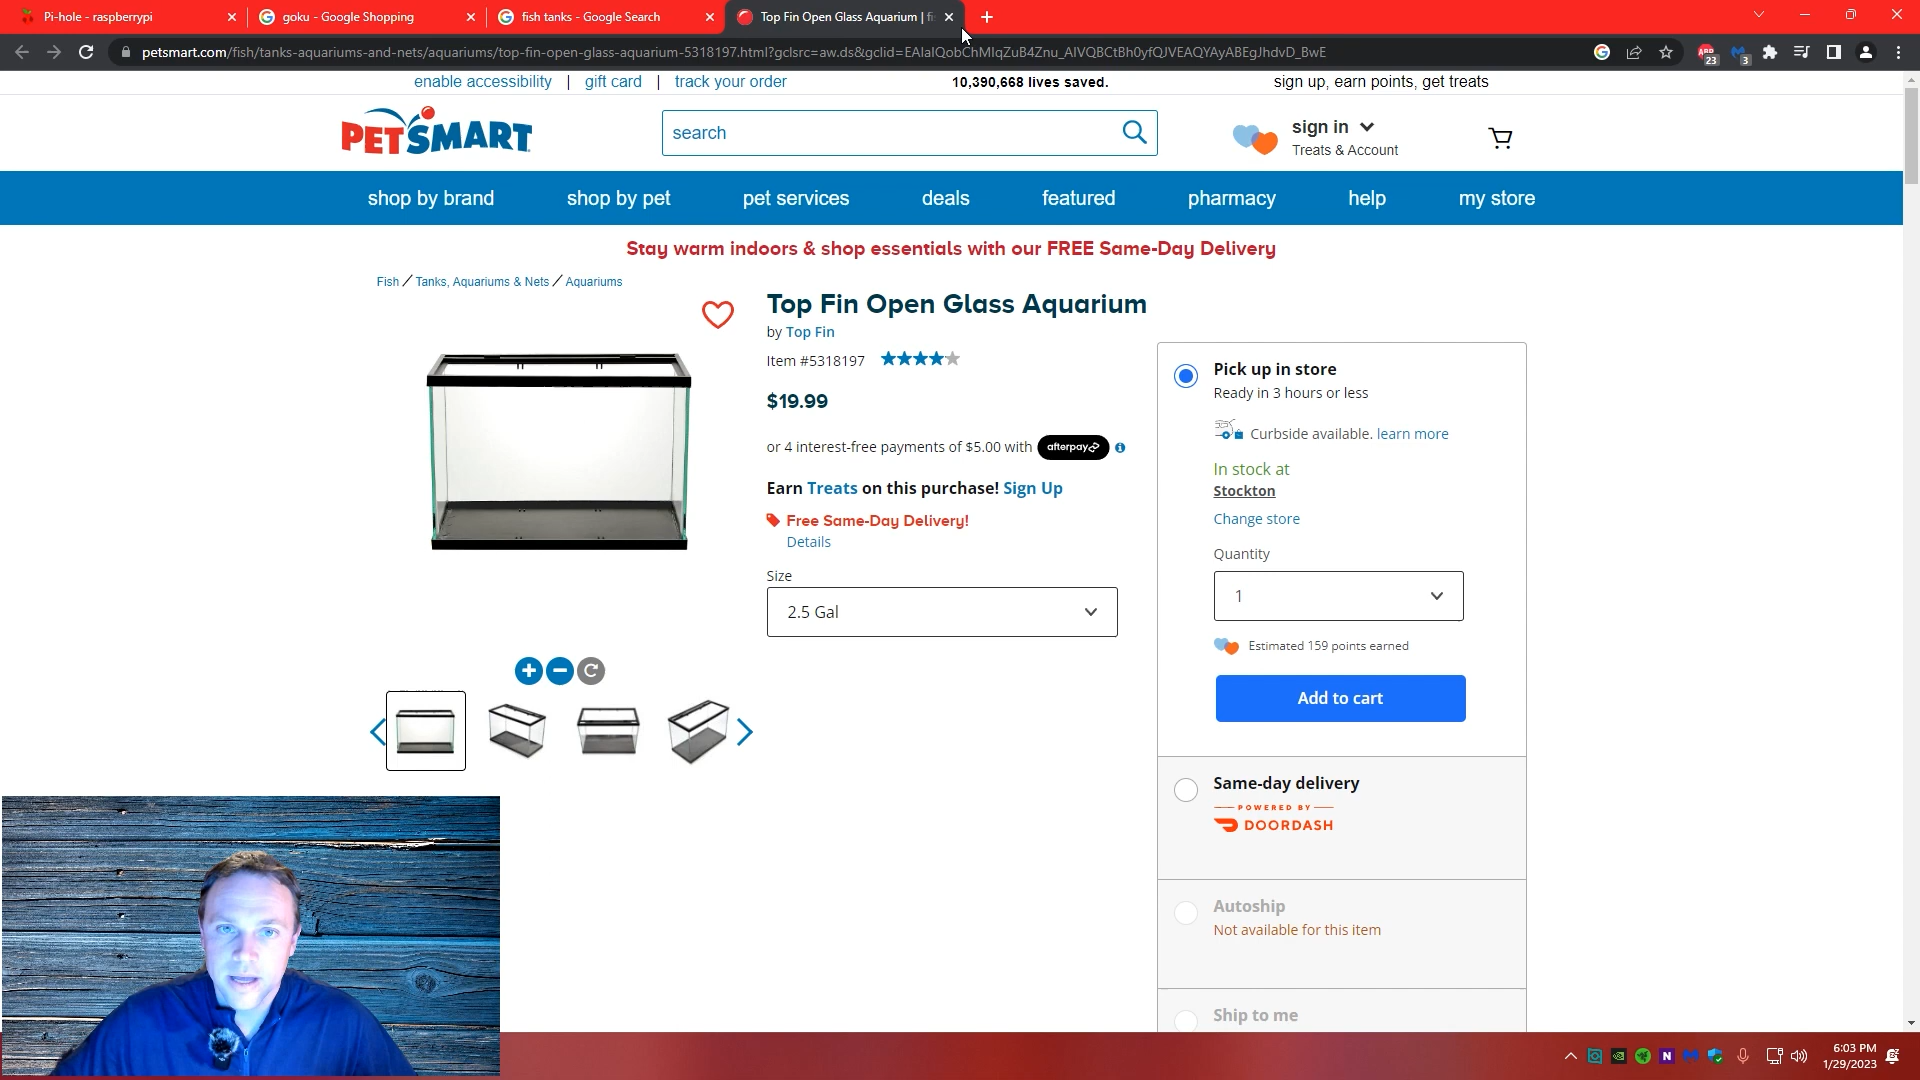 Pi-hole - raspberrypi
goku - Google Shopping
fish tanks - Google Search
Top Fin Open Glass Aquarium | fi
petsmart.com/fish/tanks-aquariums-and-nets/aquariums/top-fin-open-glass-aquarium-5318197.html?gclsrc=aw.ds&gclid=EAIaIQobChMIqZuB4Znu_AIVQBCtBh0yfQJVEAQYAyABEgJhdvD_BwE
ABP
23
3
enable accessibility | gift card | track your order
10,390,668 lives saved.
sign up, earn points, get treats
PETSMART
search
sign in
Treats & Account
shop by brand
shop by pet
pet services
deals
featured
pharmacy
help
my store
Stay warm indoors & shop essentials with our FREE Same-Day Delivery
Fish / Tanks, Aquariums & Nets / Aquariums
Top Fin Open Glass Aquarium
by Top Fin
Item #5318197
$19.99
or 4 interest-free payments of $5.00 with afterpay
Earn Treats on this purchase! Sign Up
Free Same-Day Delivery!
Details
Size
2.5 Gal
Pick up in store
Ready in 3 hours or less
Curbside available. learn more
In stock at
Stockton
Change store
Quantity
1
Estimated 159 points earned
Add to cart
Same-day delivery
POWERED BY
DOORDASH
Autoship
Not available for this item
Ship to me
N
6:03 PM
1/29/2023